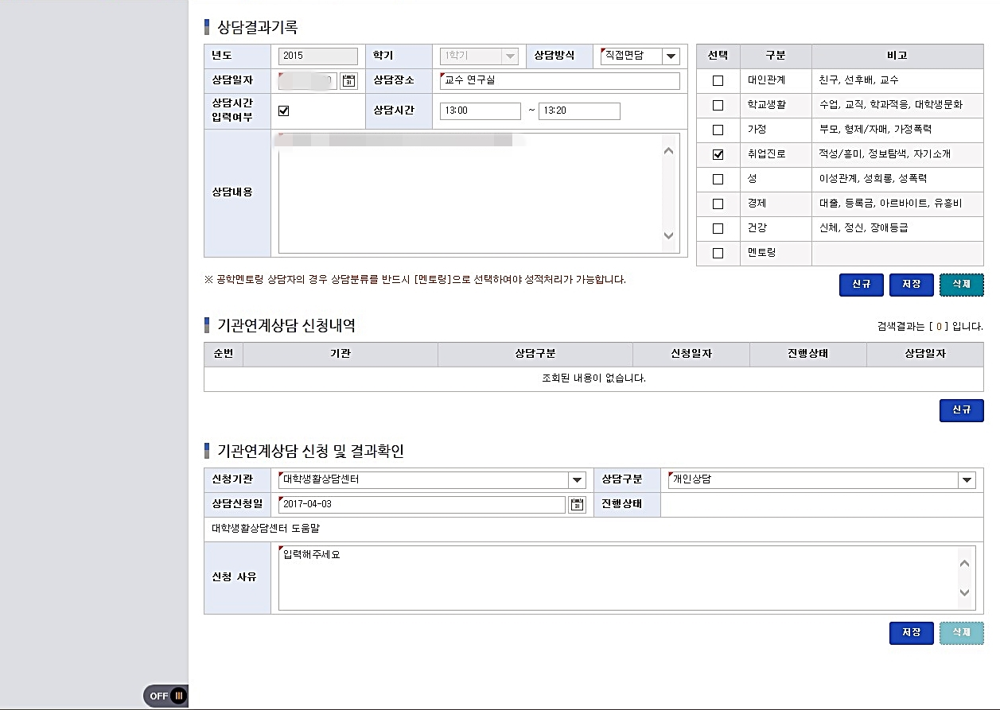 상담결과기록
년도 2015 학기 1학기 상담방식 직접면담
상담일자 상담장소 교수 연구실
상담시간
입력여부
상담시간 13:00 ~ 13:20
상담내용
선택 구분 비고
대인관계 친구, 선후배, 교수
학교생활 수업, 교직, 학과적응, 대학생문화
가정 부모, 형제/자매, 가정폭력
취업진로 적성/흥미, 정보탐색, 자기소개
성 이성관계, 성희롱, 성폭력
경제 대출, 등록금, 아르바이트, 유흥비
건강 신체, 정신, 장애등급
멘토링
※ 공학멘토링 상담자의 경우 상담분류를 반드시 [멘토링]으로 선택하여야 성적처리가 가능합니다.
신규 저장 삭제
기관연계상담 신청내역
검색결과는 [ 0 ] 입니다.
순번 기관 상담구분 신청일자 진행상태 상담일자
조회된 내용이 없습니다.
신규
기관연계상담 신청 및 결과확인
신청기관 대학생활상담센터 상담구분 개인상담
상담신청일 2017-04-03 진행상태
대학생활상담센터 도움말
신청 사유 입력해주세요
저장 삭제
OFF